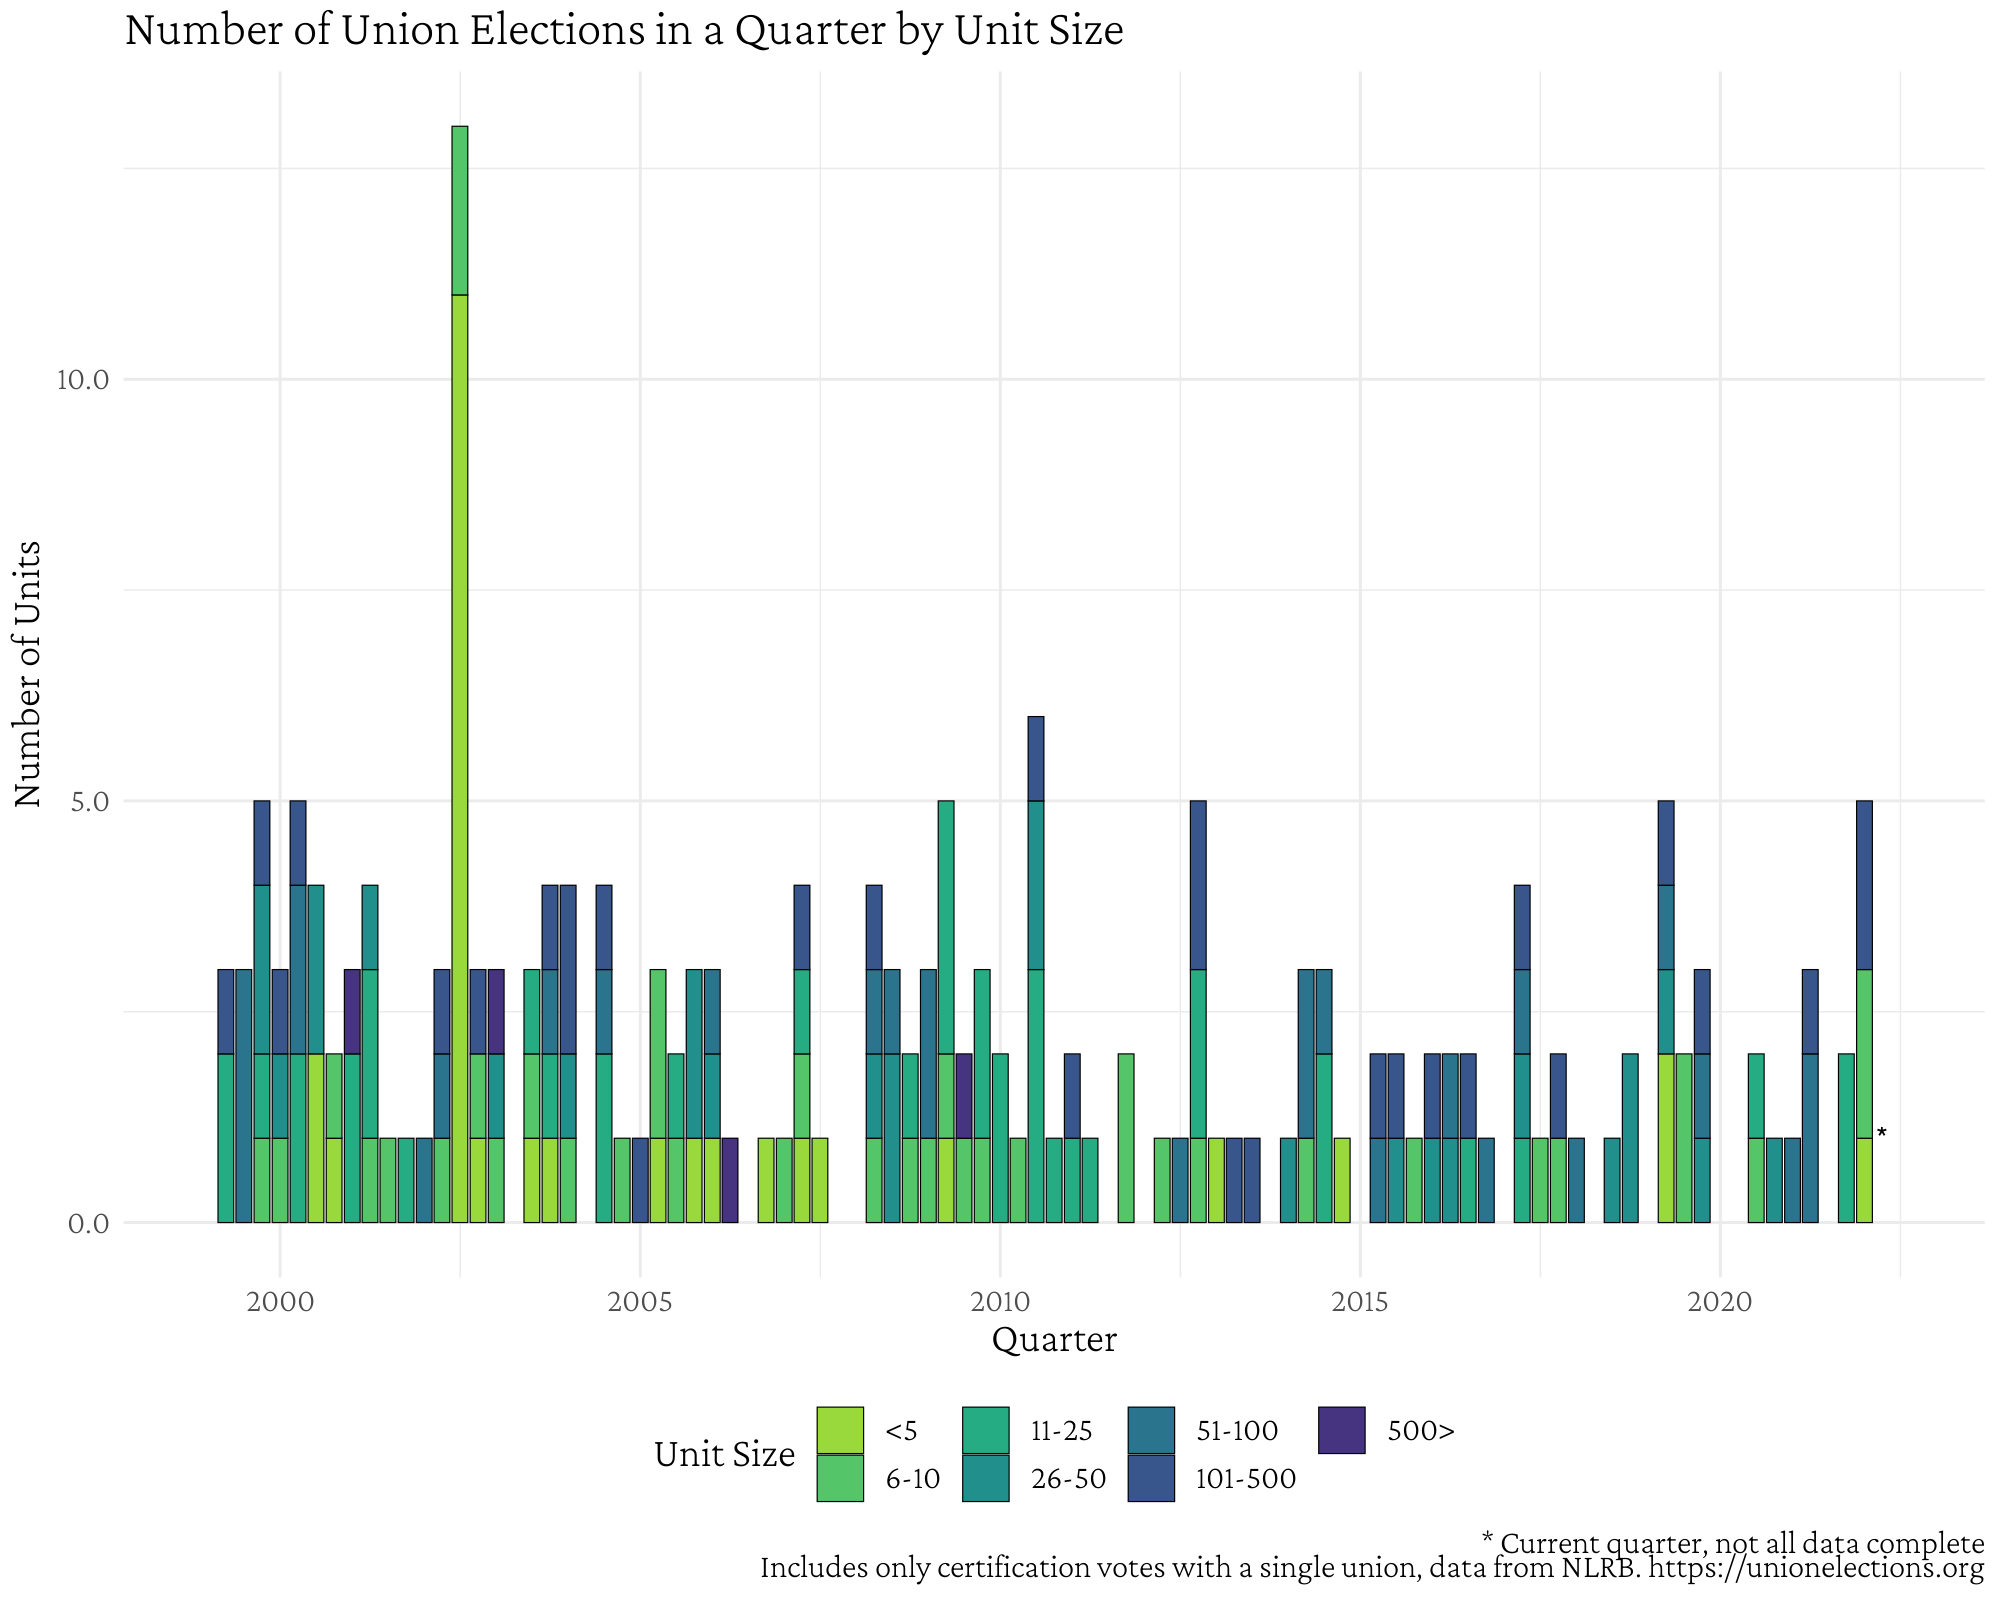 Number of Union Elections in a Quarter by Unit Size
Number of Units
10.0
5.0
0.0
*
2000 2005 2010 2015 2020
Quarter
Unit Size
<5 11-25 51-100 500>
6-10 26-50 101-500
* Current quarter, not all data complete
Includes only certification votes with a single union, data from NLRB. https://unionelections.org